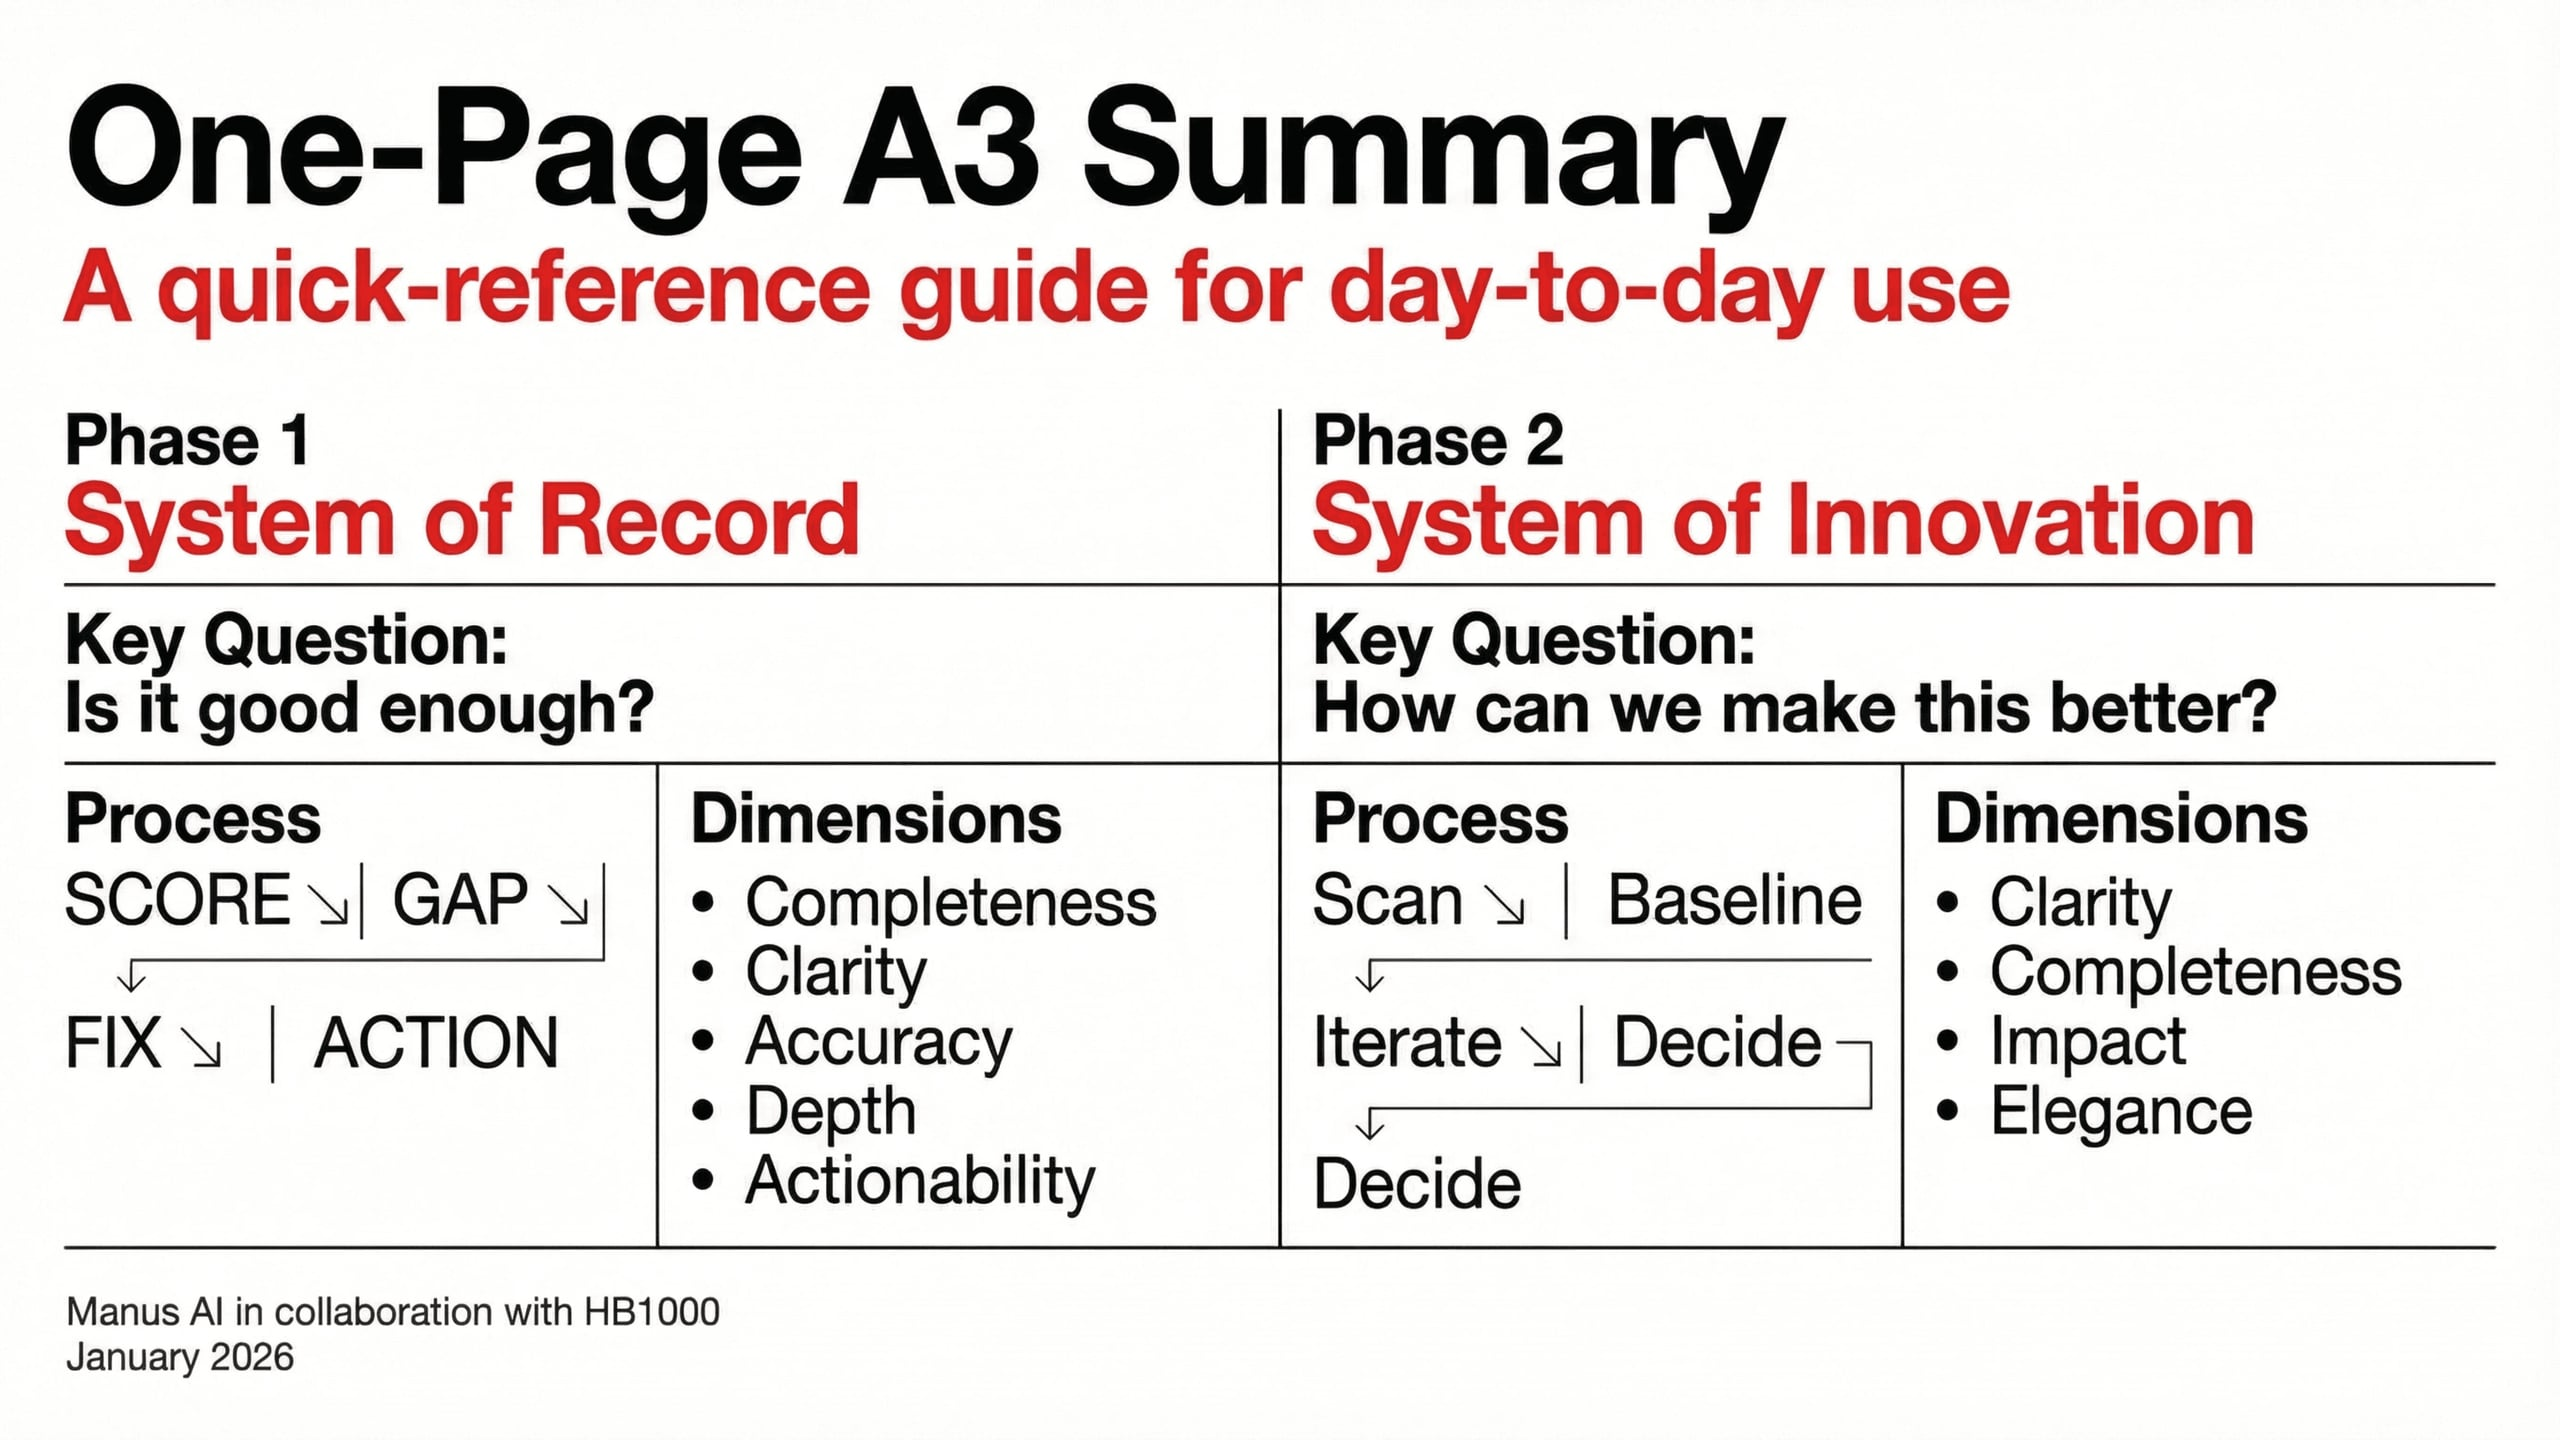 One-Page A3 Summary
A quick-reference guide for day-to-day use
Phase 1
System of Record
Key Question:
Is it good enough?
Process
SCORE ↘ | GAP ↘
FIX ↘ | ACTION
Dimensions
• Completeness
• Clarity
• Accuracy
• Depth
• Actionability
Phase 2
System of Innovation
Key Question:
How can we make this better?
Process
Scan ↘ | Baseline
Iterate ↘ | Decide
Decide
Dimensions
• Clarity
• Completeness
• Impact
• Elegance
Manus AI in collaboration with HB1000
January 2026